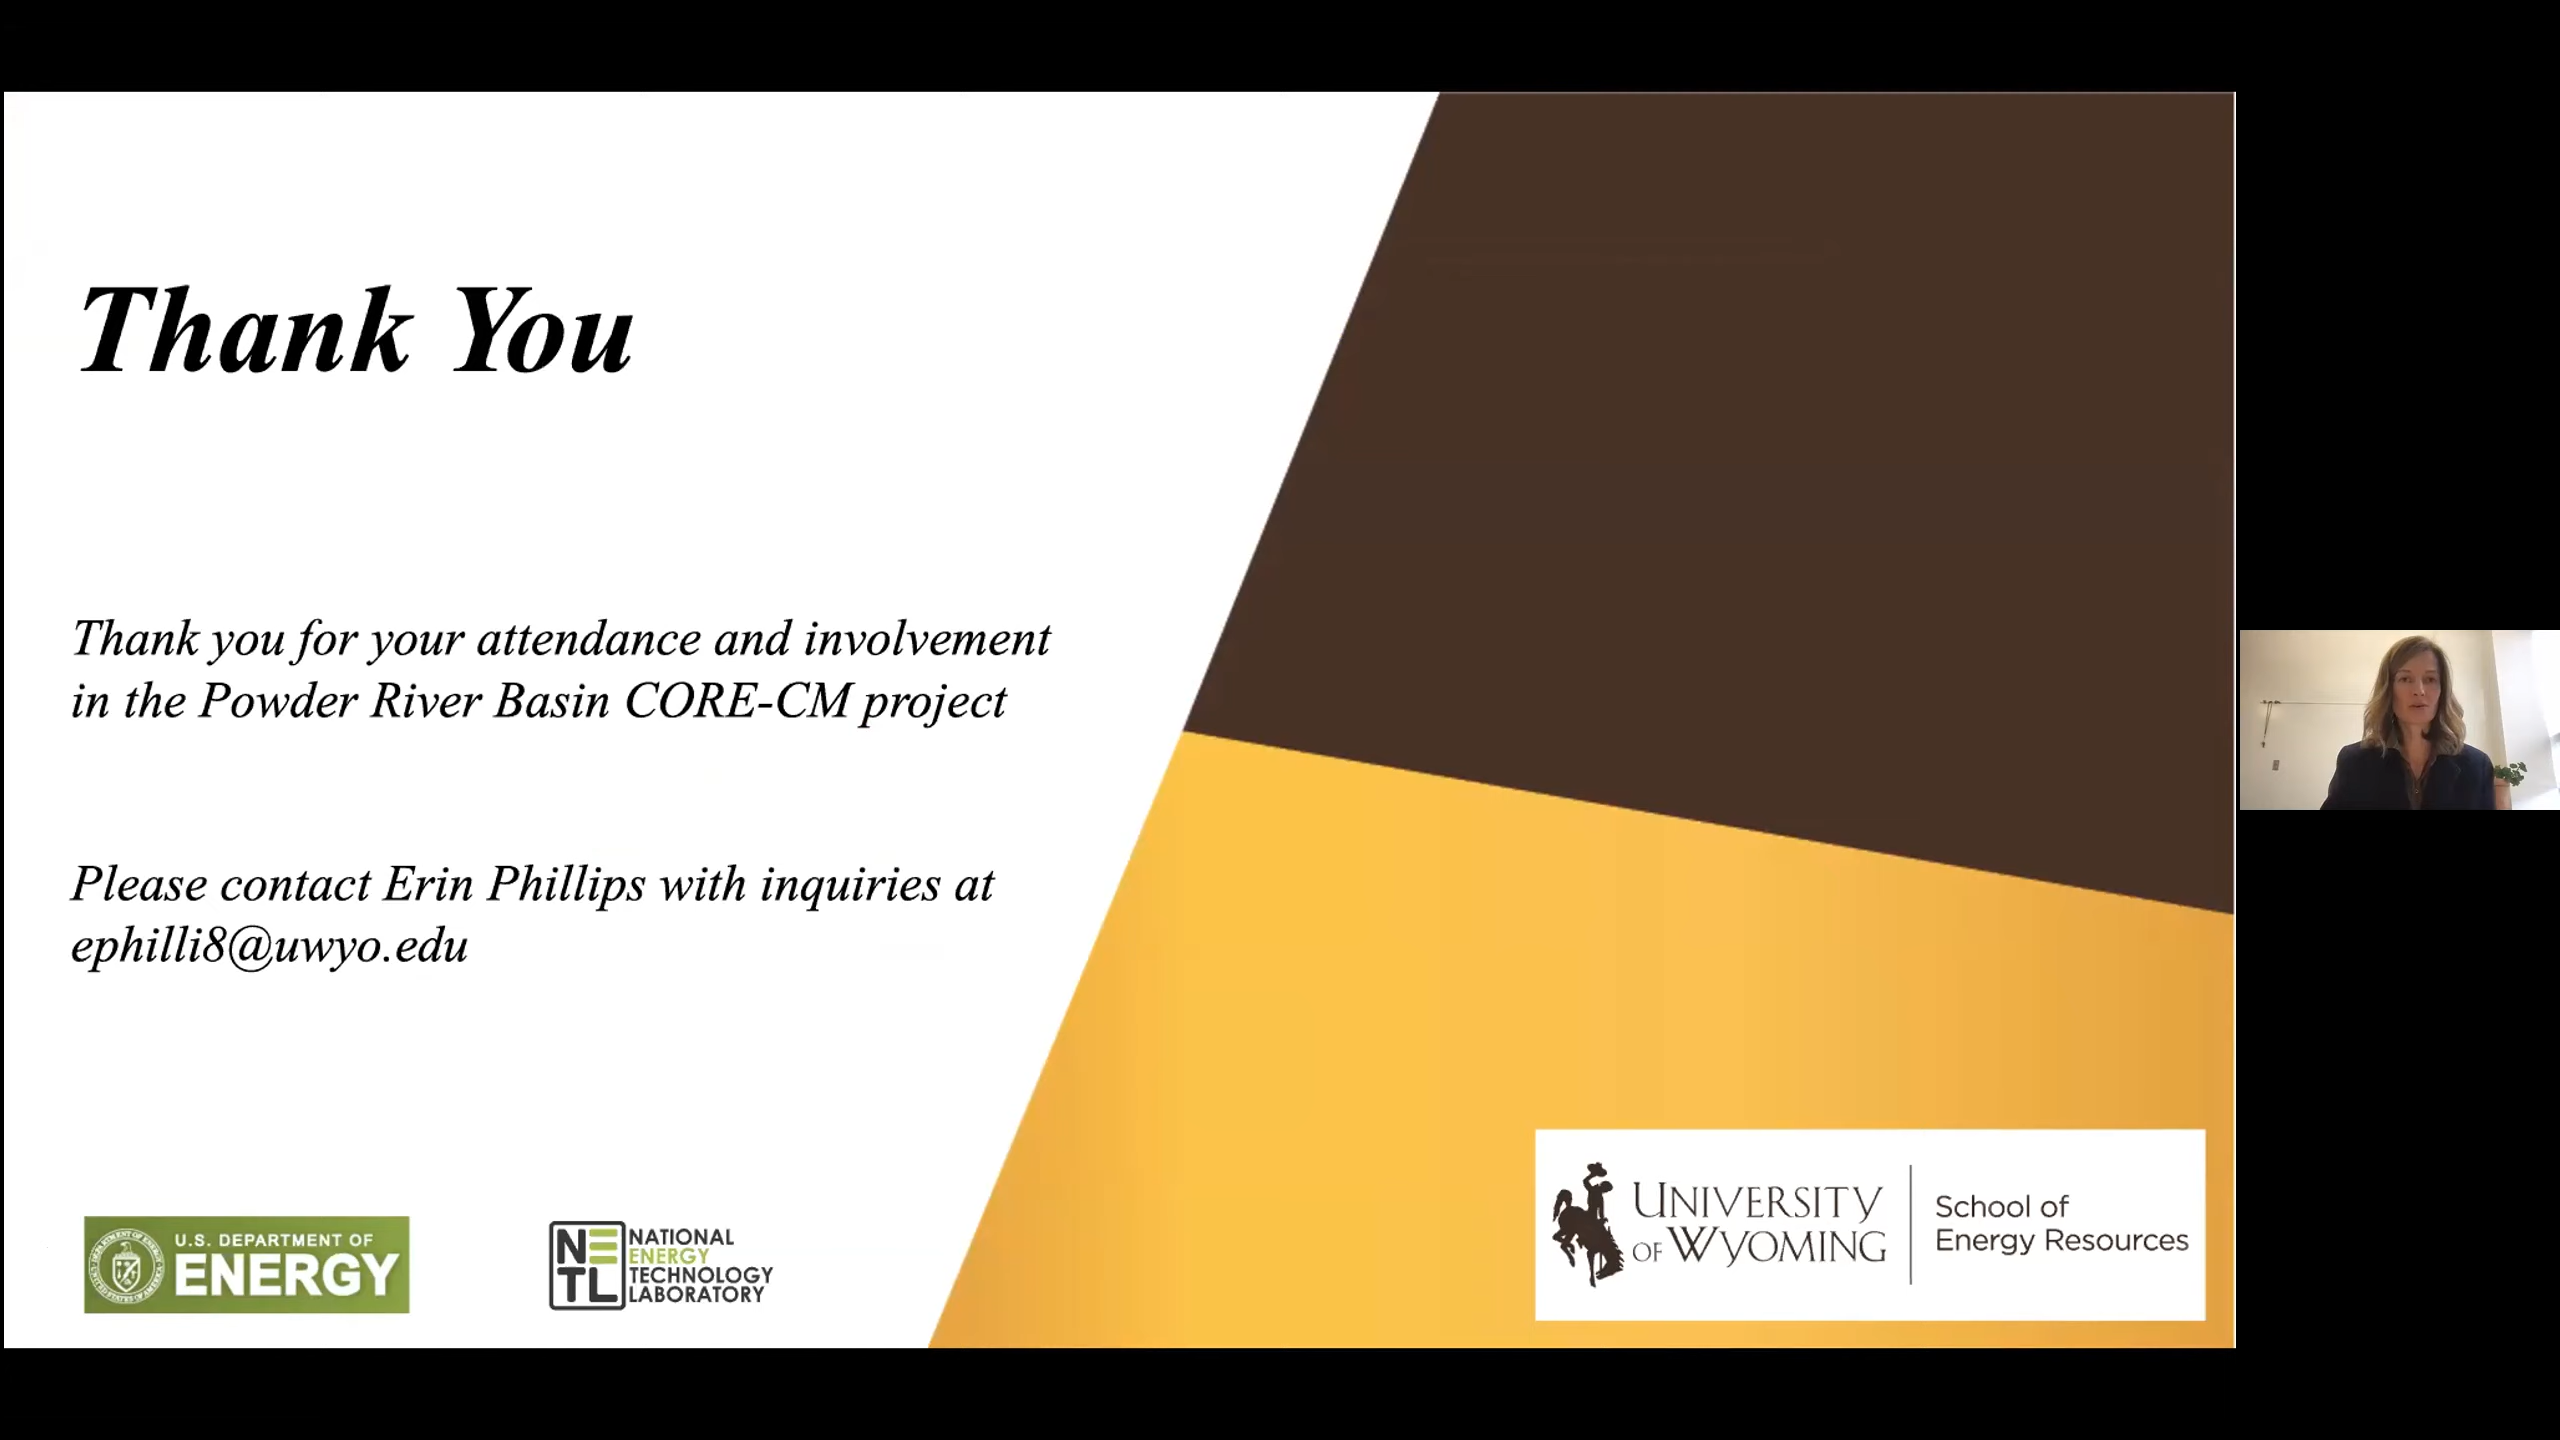 Thank You
Thank you for your attendance and involvement
in the Powder River Basin CORE-CM project
Please contact Erin Phillips with inquiries at
ephilli8@uwyo.edu
U.S. DEPARTMENT OF
ENERGY
NE
TL
NATIONAL
ENERGY
TECHNOLOGY
LABORATORY
UNIVERSITY
OF WYOMING
School of
Energy Resources